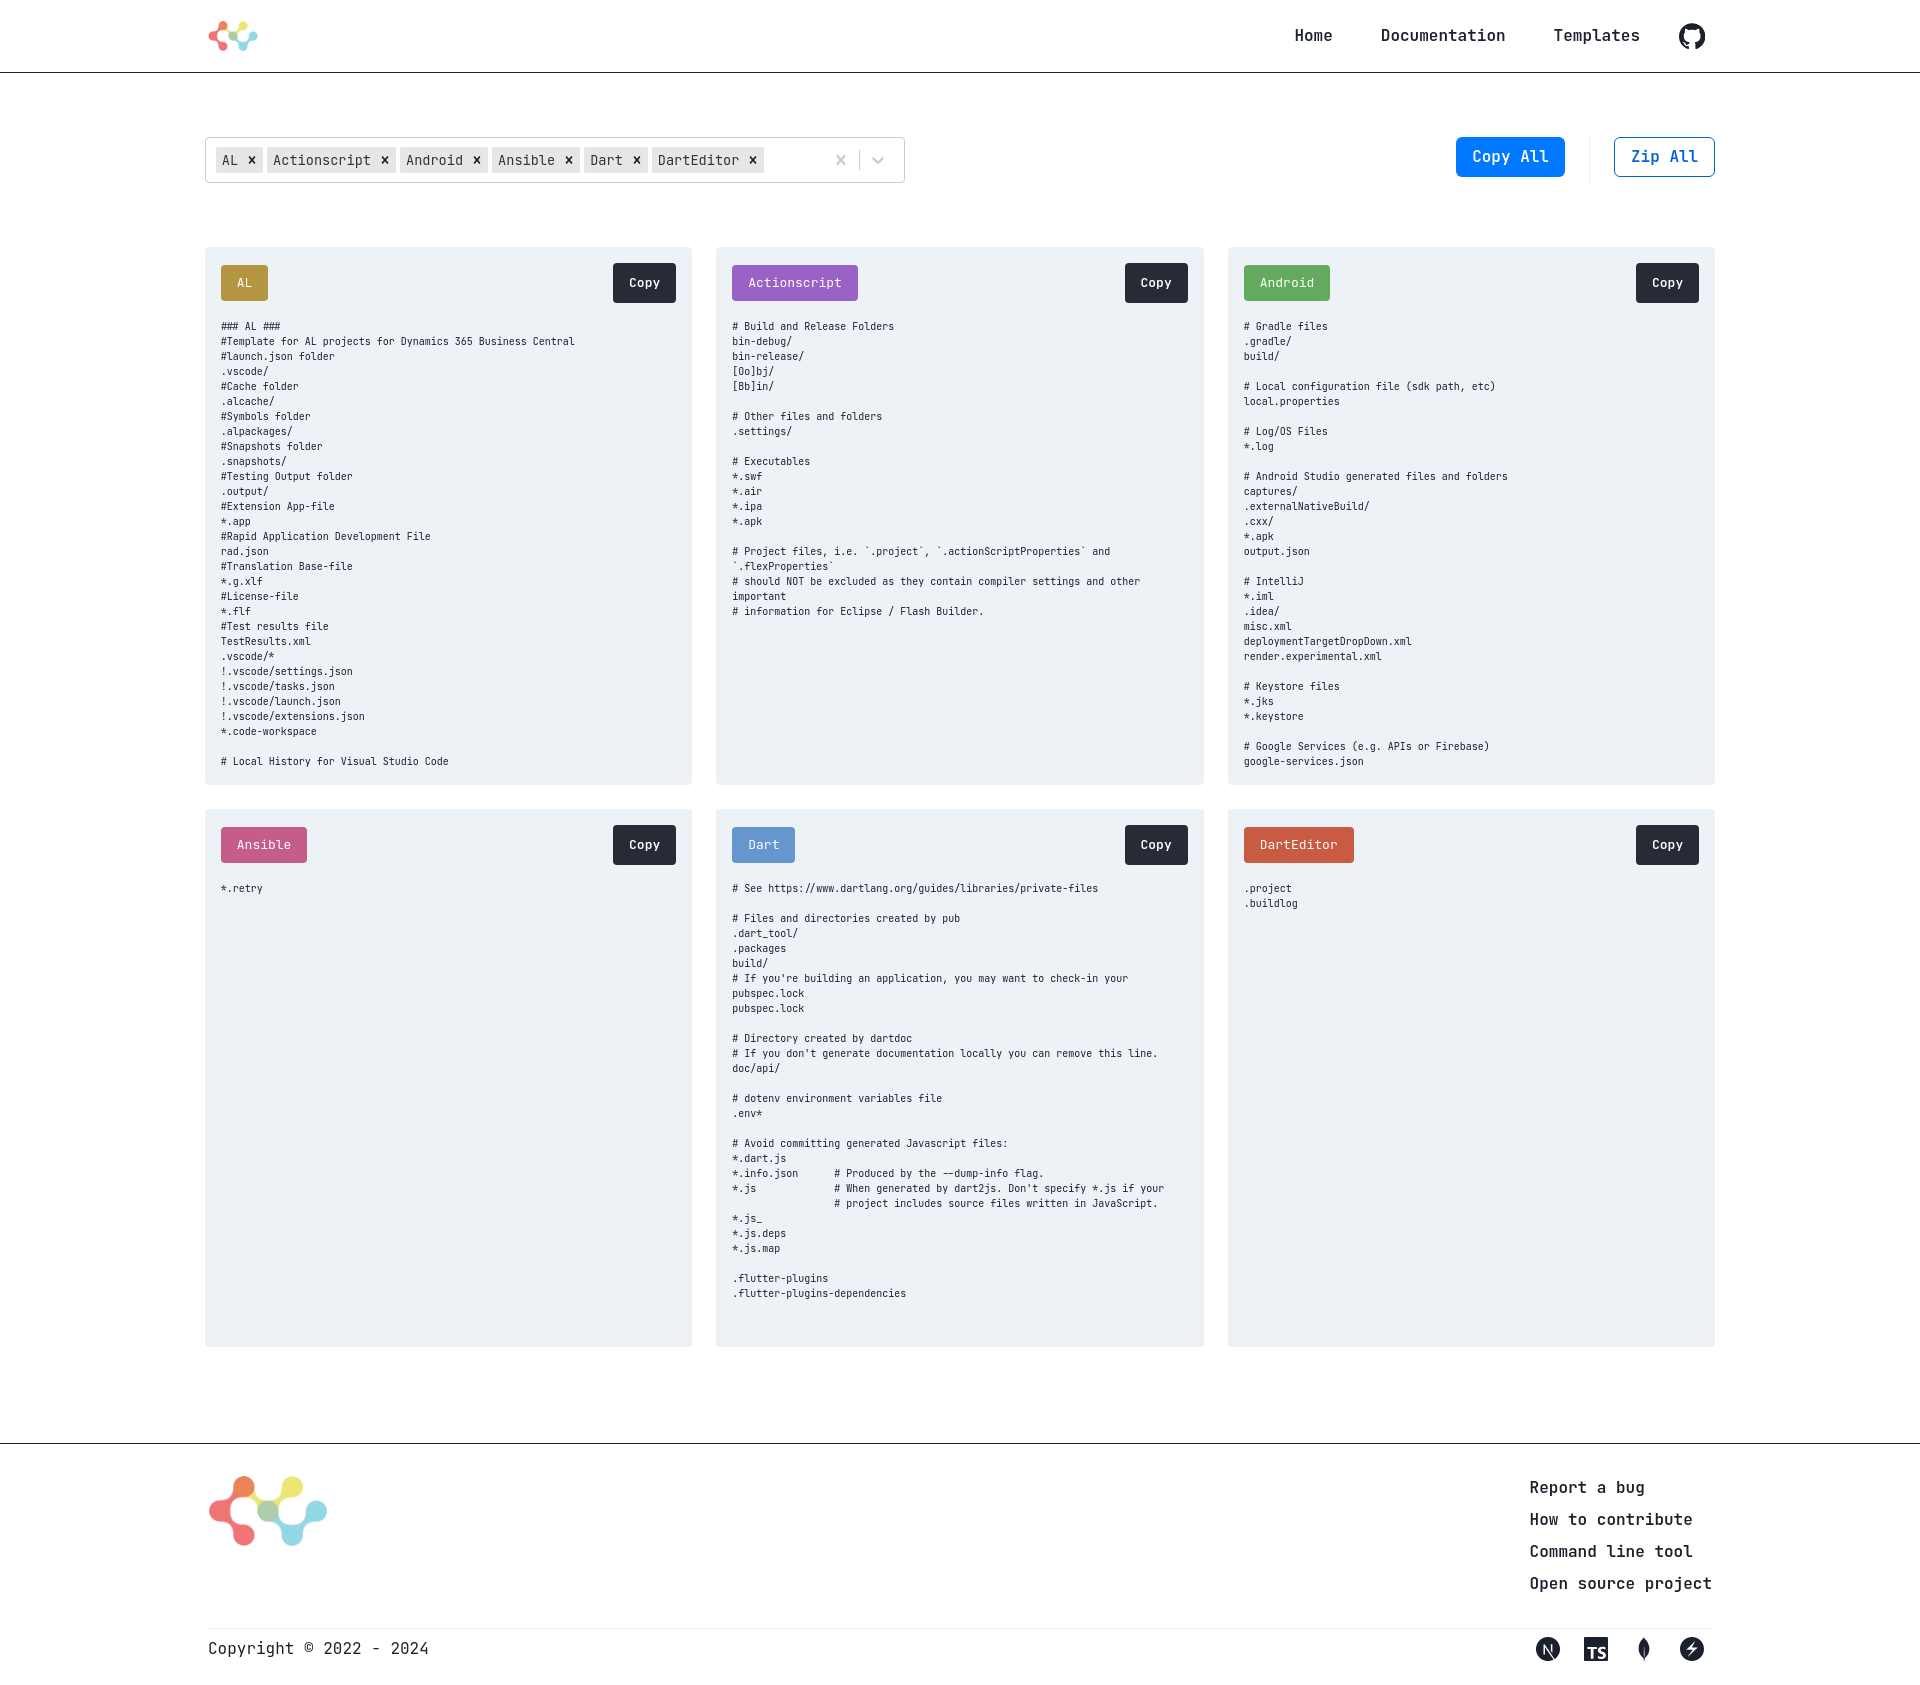 Home
Documentation
Templates
AL
Actionscript
Android
Ansible
Dart
DartEditor
Copy All
Zip All
AL
Copy
### AL ###
#Template for AL projects for Dynamics 365 Business Central
#launch.json folder
.vscode/
#Cache folder
.alcache/
#Symbols folder
.alpackages/
#Snapshots folder
.snapshots/
#Testing Output folder
.output/
#Extension App-file
*.app
#Rapid Application Development File
rad.json
#Translation Base-file
*.g.xlf
#License-file
*.flf
#Test results file
TestResults.xml
.vscode/*
!.vscode/settings.json
!.vscode/tasks.json
!.vscode/launch.json
!.vscode/extensions.json
*.code-workspace
# Local History for Visual Studio Code
Actionscript
Copy
# Build and Release Folders
bin-debug/
bin-release/
[Oo]bj/
[Bb]in/
# Other files and folders
.settings/
# Executables
*.swf
*.air
*.ipa
*.apk
# Project files, i.e. `.project`, `.actionScriptProperties` and
`.flexProperties`
# should NOT be excluded as they contain compiler settings and other
important
# information for Eclipse / Flash Builder.
Android
Copy
# Gradle files
.gradle/
build/
# Local configuration file (sdk path, etc)
local.properties
# Log/OS Files
*.log
# Android Studio generated files and folders
captures/
.externalNativeBuild/
.cxx/
*.apk
output.json
# IntelliJ
*.iml
.idea/
misc.xml
deploymentTargetDropDown.xml
render.experimental.xml
# Keystore files
*.jks
*.keystore
# Google Services (e.g. APIs or Firebase)
google-services.json
Ansible
Copy
*.retry
Dart
Copy
# See https://www.dartlang.org/guides/libraries/private-files
# Files and directories created by pub
.dart_tool/
.packages
build/
# If you're building an application, you may want to check-in your
pubspec.lock
pubspec.lock
# Directory created by dartdoc
# If you don't generate documentation locally you can remove this line.
doc/api/
# dotenv environment variables file
.env*
# Avoid committing generated Javascript files:
*.dart.js
*.info.json      # Produced by the --dump-info flag.
*.js             # When generated by dart2js. Don't specify *.js if your
                 # project includes source files written in JavaScript.
*.js_
*.js.deps
*.js.map
.flutter-plugins
.flutter-plugins-dependencies
DartEditor
Copy
.project
.buildlog
Report a bug
How to contribute
Command line tool
Open source project
Copyright © 2022 - 2024
N
TS